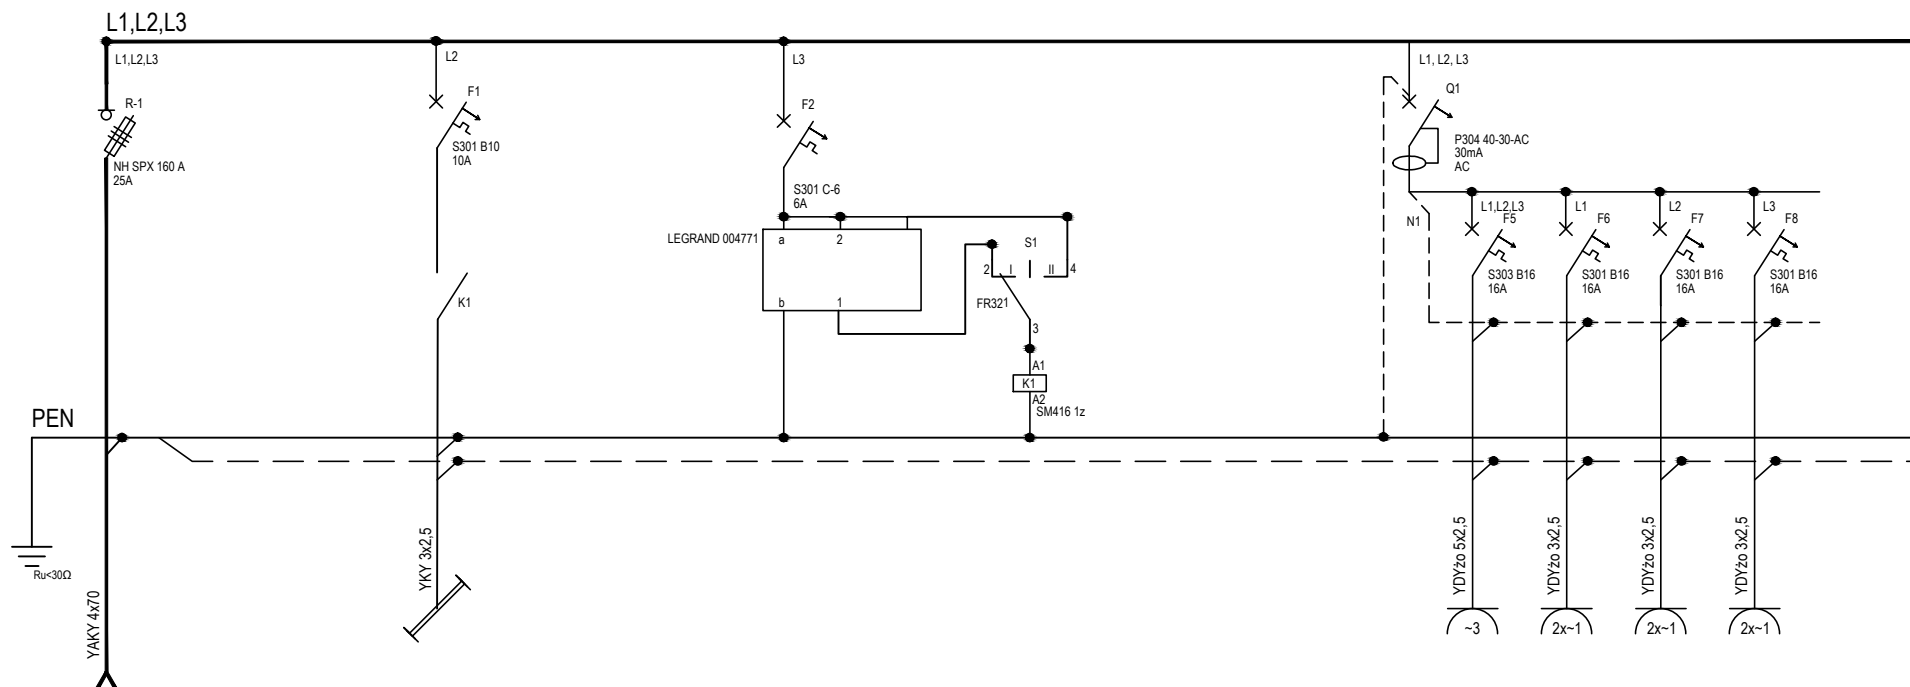 L1,L2,L3
L1,L2,L3
R-1
NH SPX 160 A
25A
L2
F1
S301 B10
10A
K1
L3
F2
S301 C-6
6A
LEGRAND 004771
a
2
b
1
S1
2
I
II
4
FR321
3
A1
K1
A2
SM416 1z
L1, L2, L3
Q1
P304 40-30-AC
30mA
AC
N1
L1,L2,L3
F5
S303 B16
16A
L1
F6
S301 B16
16A
L2
F7
S301 B16
16A
L3
F8
S301 B16
16A
PEN
Ru<30Ω
YAKY 4x70
YKY 3x2,5
YDYżo 5x2,5
YDYżo 3x2,5
YDYżo 3x2,5
YDYżo 3x2,5
~3
2x~1
2x~1
2x~1